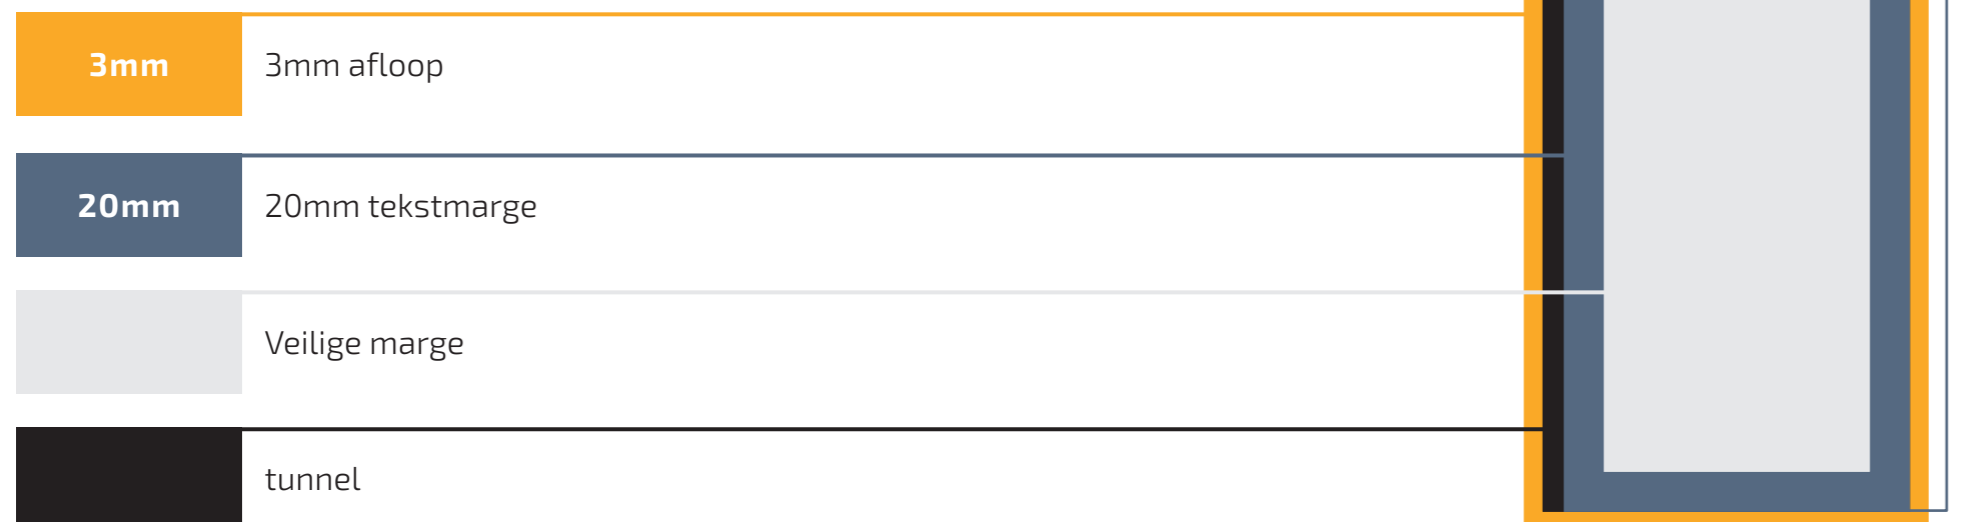 3mm
3mm afloop
20mm
20mm tekstmarge
Veilige marge
tunnel